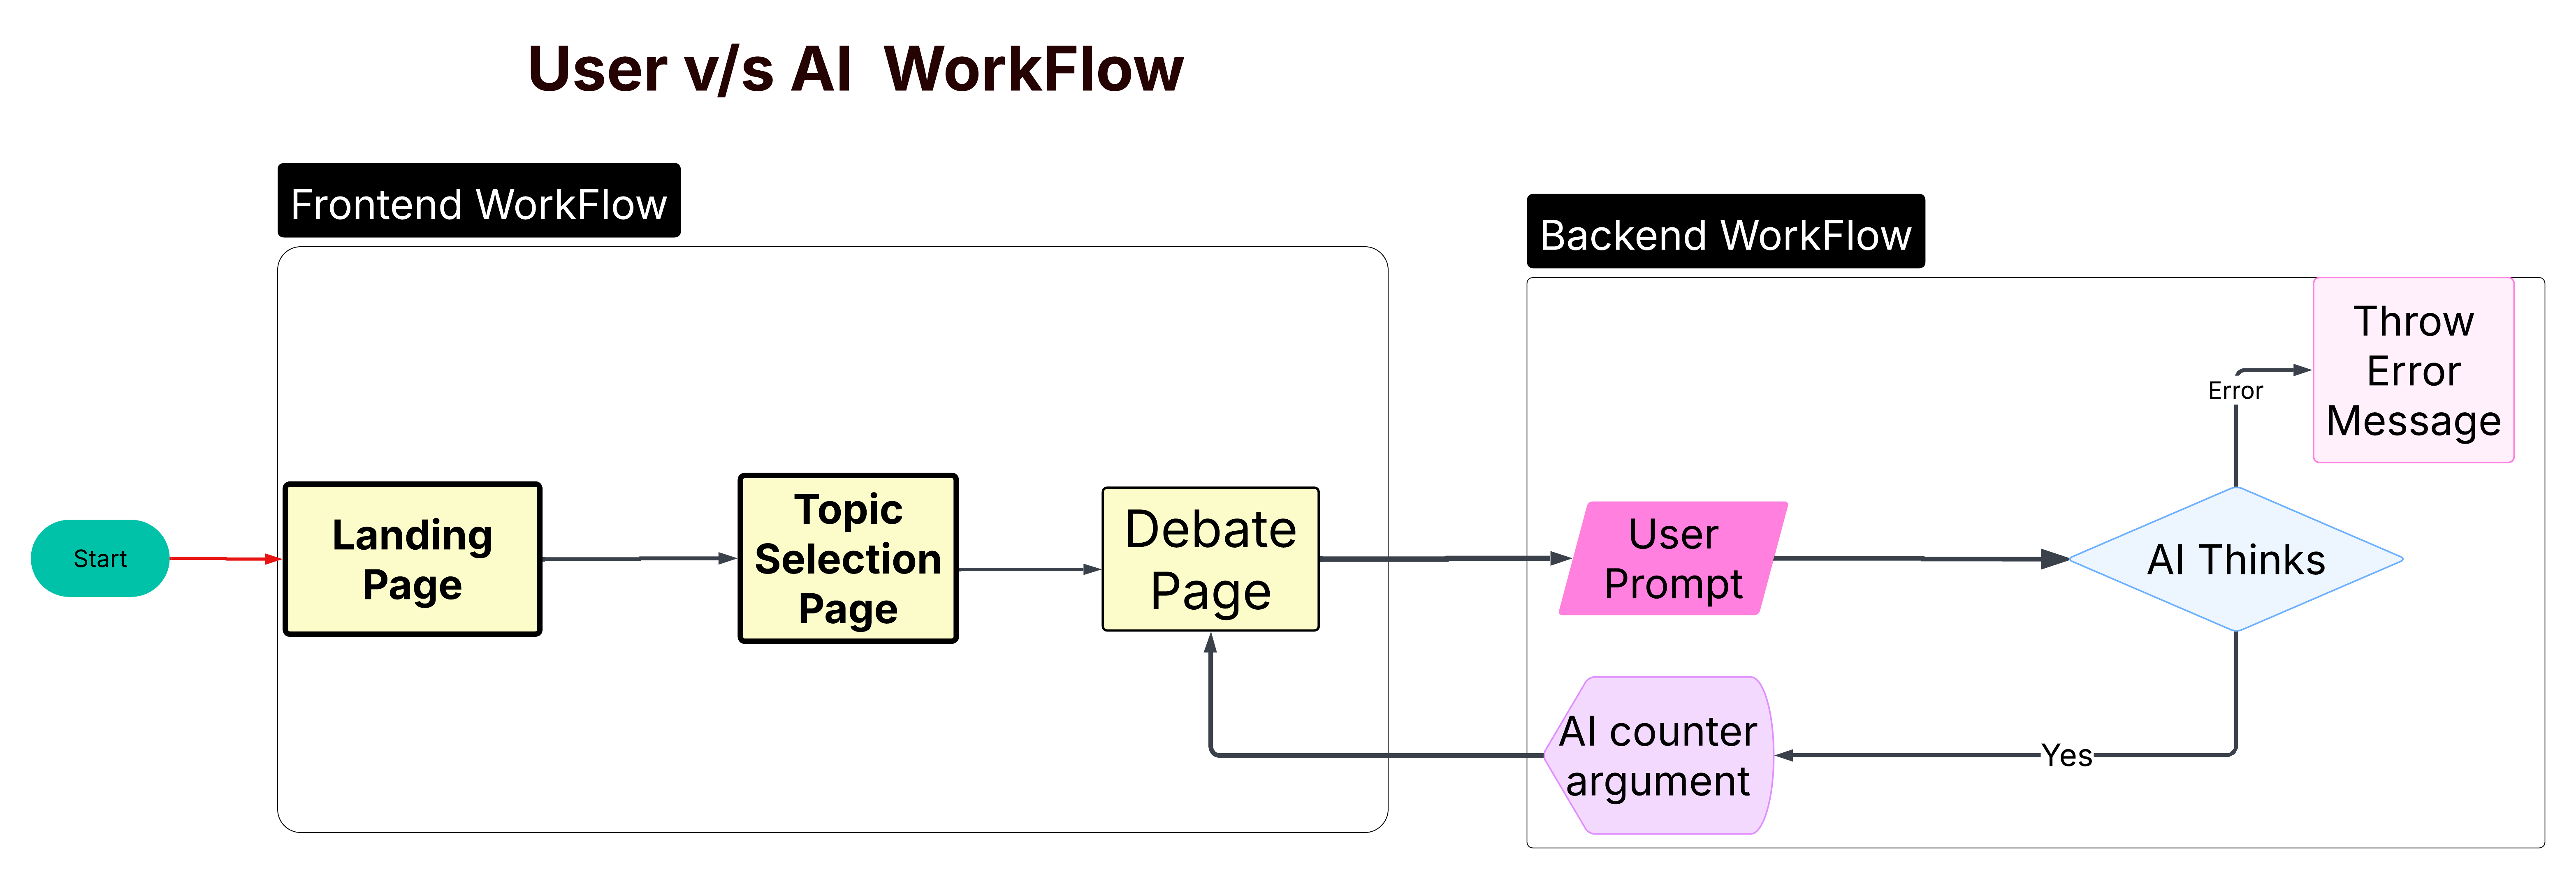 User v/s AI  WorkFlow
Frontend WorkFlow
Backend WorkFlow
Throw
Error
Message
Error
Start
Landing
Page
Topic
Selection
Page
Debate
Page
User
Prompt
AI Thinks
AI counter
argument
Yes